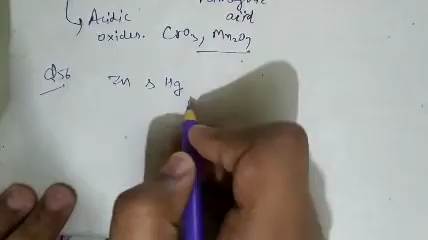 acid
Acidic
oxides. CrO3, Mn2O7
Q56 Zn & Hg